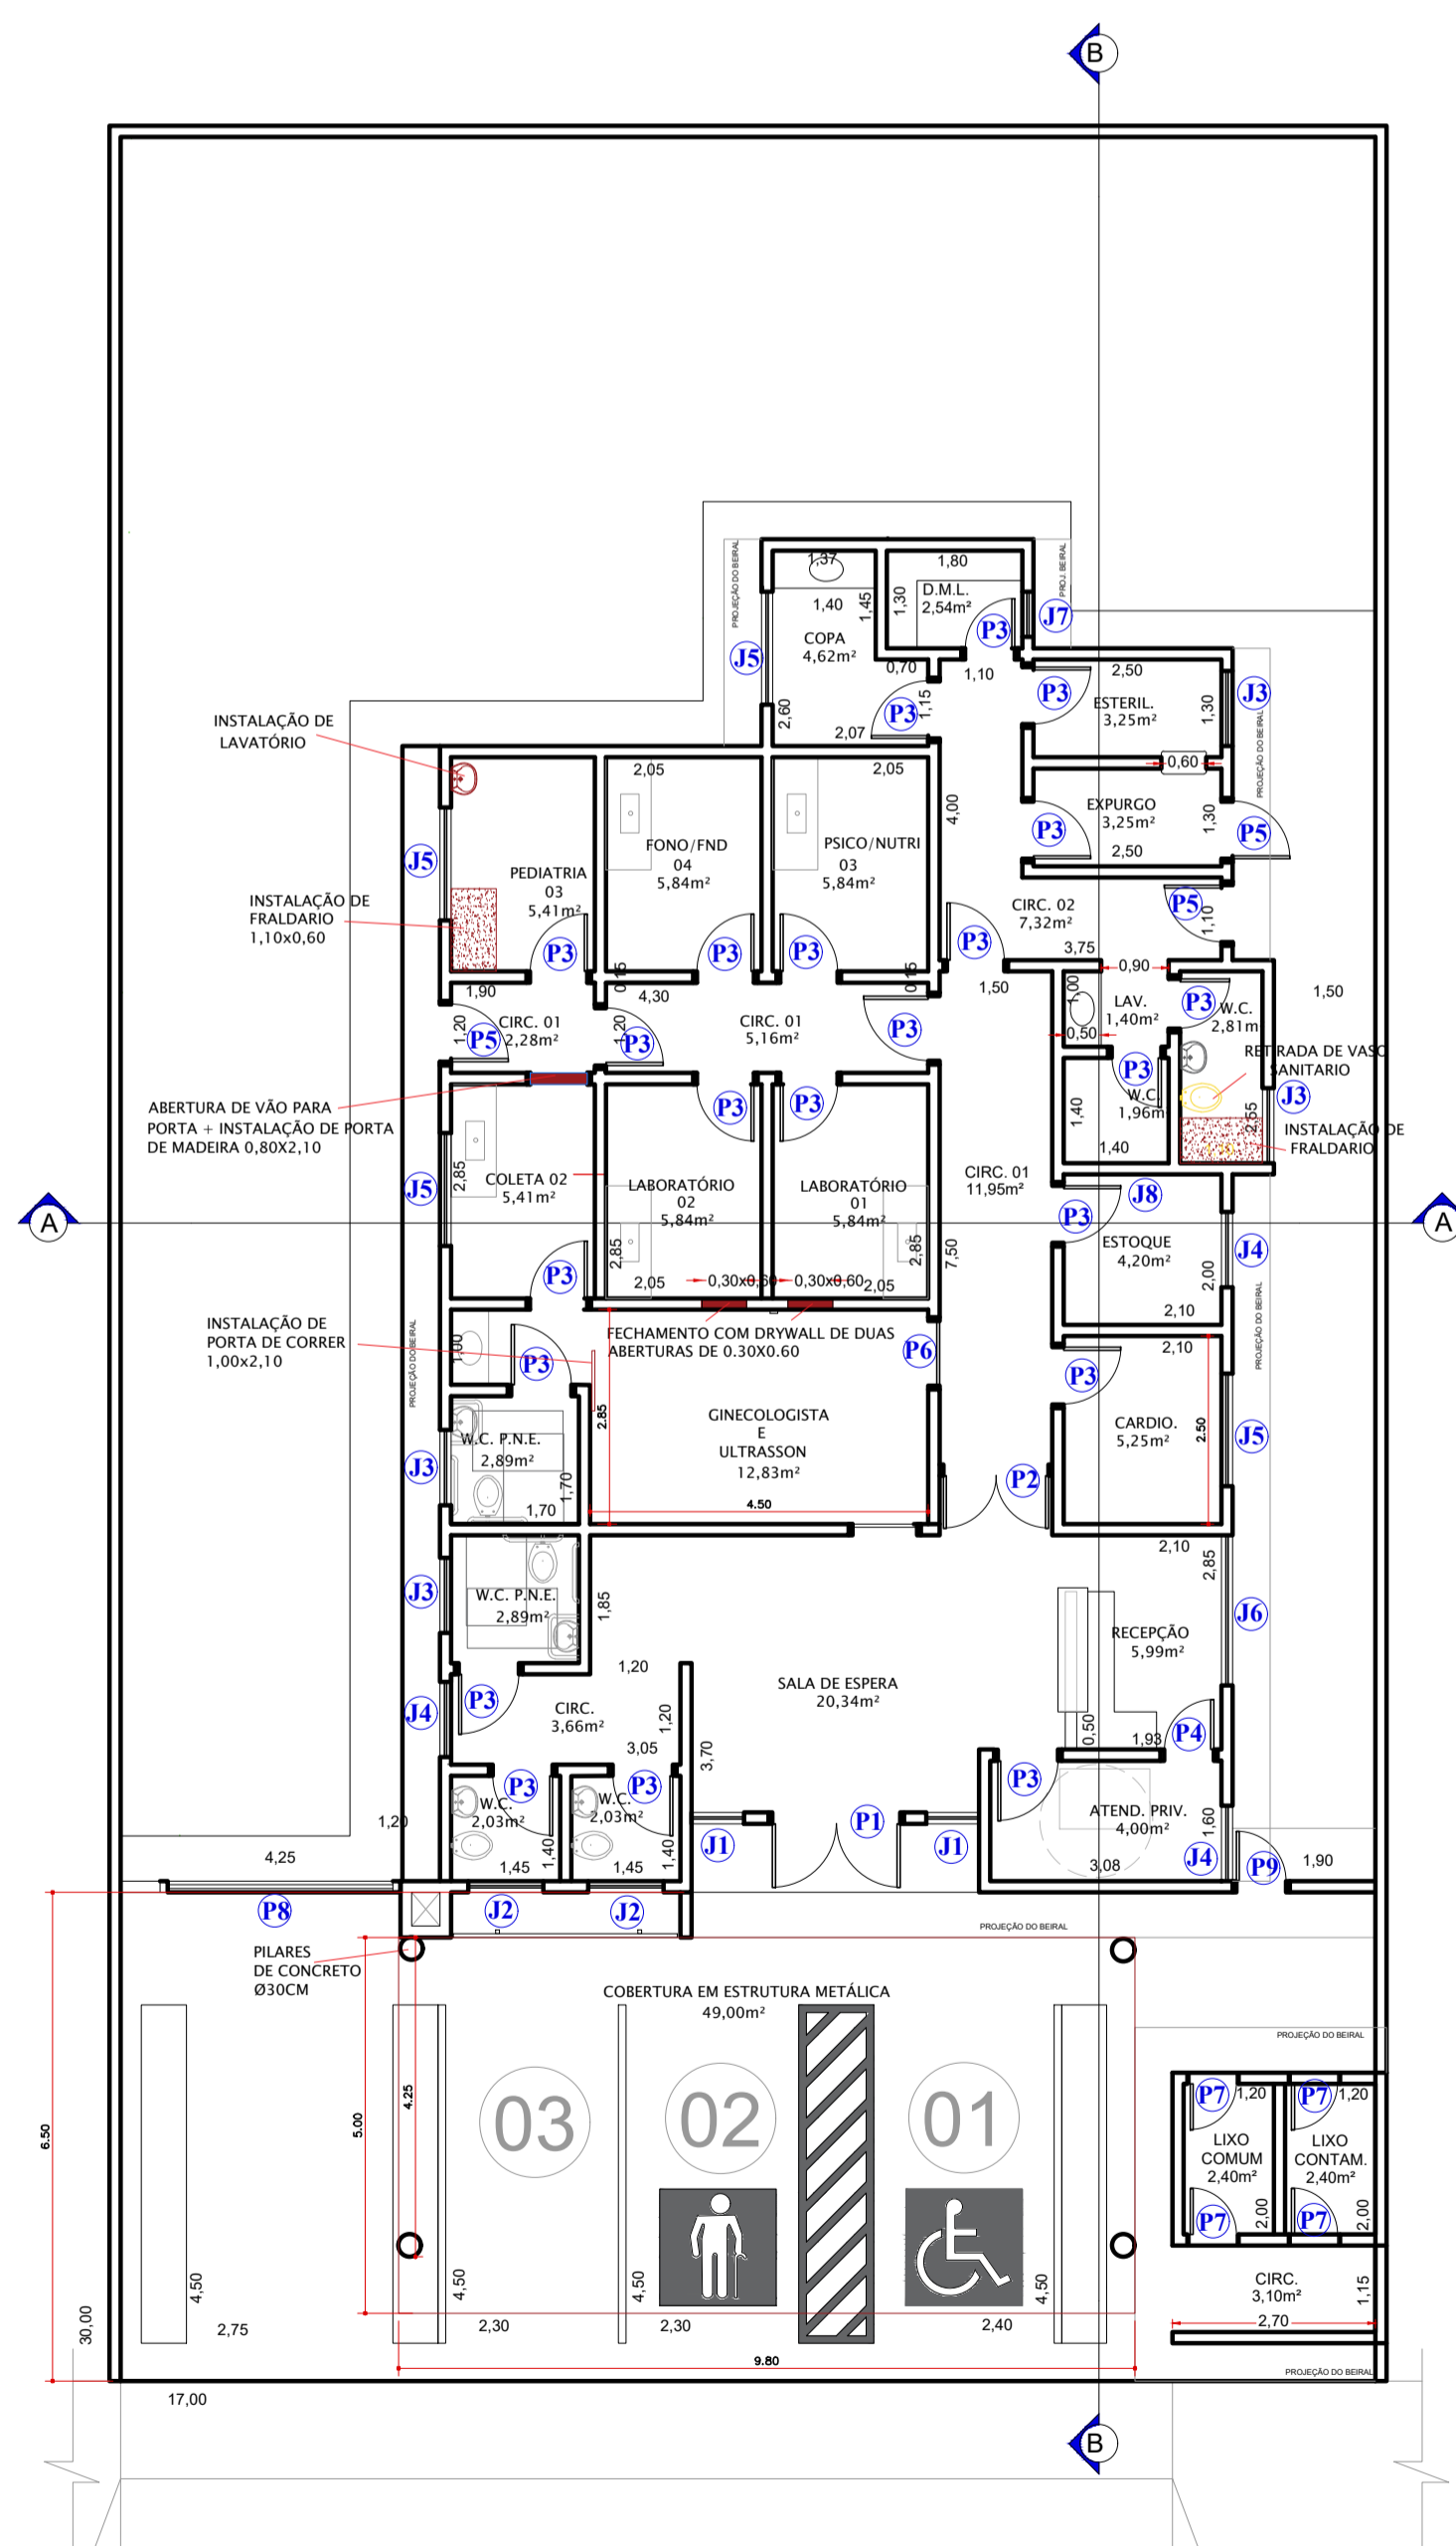 B
PROJEÇÃO DO BEIRAL
1,37
1,80
PROJ. BEIRAL
D.M.L.
2,54m²
1,30
1,45
1,40
J7
P3
COPA
4,62m²
J5
0,70
1,10
2,50
P3
J3
ESTERIL.
3,25m²
1,30
2,60
P3
1,15
2,07
PROJEÇÃO DO BEIRAL
INSTALAÇÃO DE
LAVATÓRIO
2,05
2,05
0,60
4,00
EXPURGO
3,25m²
1,30
P3
P5
2,50
J5
FONO/FND
04
5,84m²
PSICO/NUTRI
03
5,84m²
PEDIATRIA
03
5,41m²
INSTALAÇÃO DE
FRALDARIO
1,10x0,60
P5
1,10
CIRC. 02
7,32m²
P3
P3
P3
P3
3,75
0,90
0,15
0,15
1,90
4,30
1,50
1,50
1,00
LAV.
1,40m²
P3
W.C.
2,81m
0,50
CIRC. 01
2,28m²
1,20
P5
1,20
P3
CIRC. 01
5,16m²
P3
RETIRADA DE VASO
SANITARIO
P3
W.C.
1,96m²
J3
ABERTURA DE VÃO PARA
PORTA + INSTALAÇÃO DE PORTA
DE MADEIRA 0,80X2,10
P3
P3
1,40
1,40
2,55
INSTALAÇÃO DE
FRALDARIO
J5
2,85
COLETA 02
5,41m²
LABORATÓRIO
02
5,84m²
LABORATÓRIO
01
5,84m²
CIRC. 01
11,95m²
J8
P3
A
A
ESTOQUE
4,20m²
J4
2,00
2,85
2,85
7,50
P3
2,05
0,30x0,60
0,30x0,60
2,05
2,10
PROJEÇÃO DO BEIRAL
INSTALAÇÃO DE
PORTA DE CORRER
1,00x2,10
PROJEÇÃO DO BEIRAL
1,00
P3
FECHAMENTO COM DRYWALL DE DUAS
ABERTURAS DE 0.30X0.60
P6
2,10
P3
GINECOLOGISTA
E
ULTRASSON
12,83m²
2.85
CARDIO.
5,25m²
2.50
J5
W.C. P.N.E.
2,89m²
J3
1,70
1,70
4.50
P2
2,10
2,85
J3
W.C. P.N.E.
2,89m²
1,85
J6
RECEPÇÃO
5,99m²
1,20
SALA DE ESPERA
20,34m²
P3
J4
CIRC.
3,66m²
1,20
3,05
3,70
0,50
1,93
P4
P3
P3
P3
W.C.
2,03m²
W.C.
2,03m²
1,20
P1
ATEND. PRIV.
4,00m²
1,60
J1
J1
4,25
1,45
1,40
1,45
1,40
3,08
J4
P9
1,90
P8
J2
J2
PROJEÇÃO DO BEIRAL
PILARES
DE CONCRETO
Ø30CM
COBERTURA EM ESTRUTURA METÁLICA
49,00m²
PROJEÇÃO DO BEIRAL
6.50
5.00
4.25
03
02
01
P7
1,20
P7
1,20
LIXO
COMUM
2,40m²
LIXO
CONTAM.
2,40m²
P7
2,00
P7
2,00
4,50
4,50
4,50
4,50
CIRC.
3,10m²
1,15
30,00
2,75
2,30
2,30
2,40
2,70
9.80
PROJEÇÃO DO BEIRAL
17,00
B